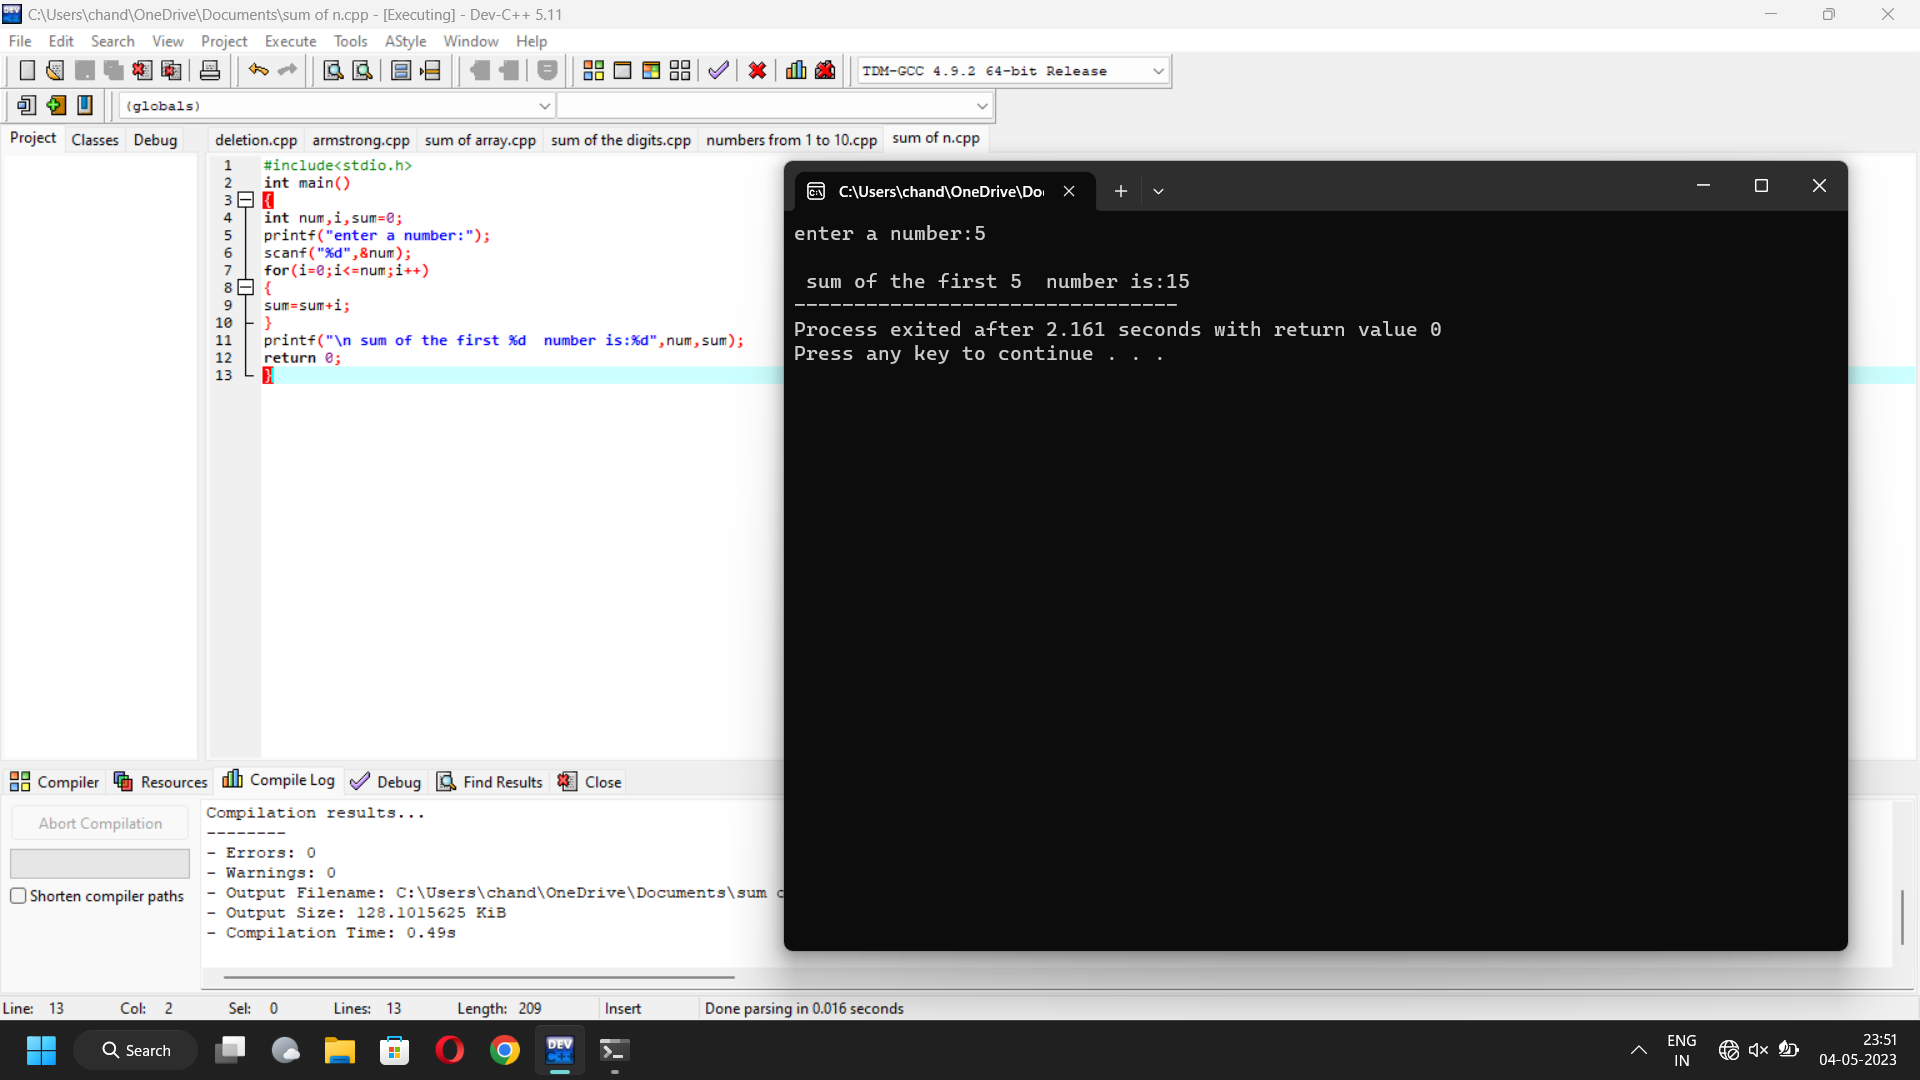 C:\Users\chand\OneDrive\Documents\sum of n.cpp - [Executing] - Dev-C++ 5.11
File Edit Search View Project Execute Tools AStyle Window Help
TDM-GCC 4.9.2 64-bit Release
(globals)
Project Classes Debug
deletion.cpp armstrong.cpp sum of array.cpp sum of the digits.cpp numbers from 1 to 10.cpp sum of n.cpp
1 #include<stdio.h>
2 int main()
3 {
4 int num,i,sum=0;
5 printf("enter a number:");
6 scanf("%d",&num);
7 for(i=0;i<=num;i++)
8 {
9 sum=sum+i;
10 }
11 printf("\n sum of the first %d  number is:%d",num,sum);
12 return 0;
13 }
C:\Users\chand\OneDrive\Do
enter a number:5
sum of the first 5  number is:15
--------------------------------
Process exited after 2.161 seconds with return value 0
Press any key to continue . . .
Compiler Resources Compile Log Debug Find Results Close
Abort Compilation
Shorten compiler paths
Compilation results...
--------
- Errors: 0
- Warnings: 0
- Output Filename: C:\Users\chand\OneDrive\Documents\sum
- Output Size: 128.1015625 KiB
- Compilation Time: 0.49s
Line: 13 Col: 2 Sel: 0 Lines: 13 Length: 209 Insert Done parsing in 0.016 seconds
Search
DEV C++
ENG
IN
23:51
04-05-2023